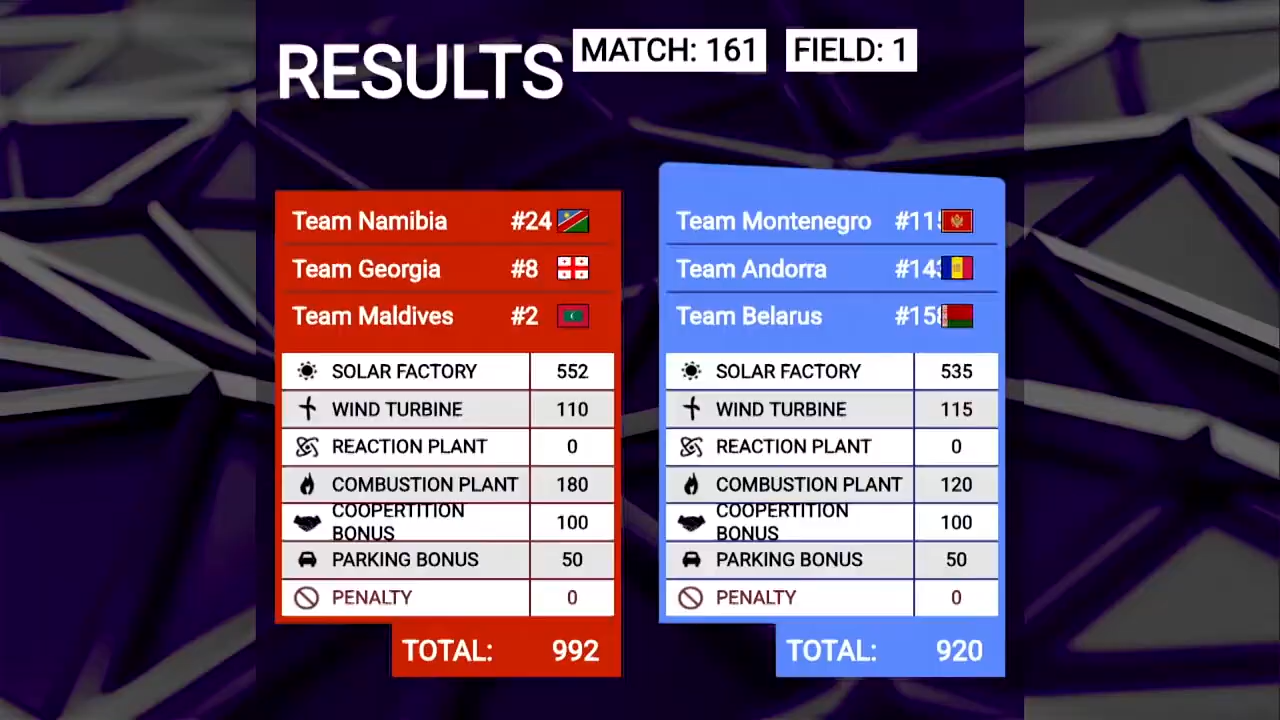 RESULTS
MATCH: 161
FIELD: 1
Team Namibia #24
Team Georgia #8
Team Maldives #2
SOLAR FACTORY 552
WIND TURBINE 110
REACTION PLANT 0
COMBUSTION PLANT 180
COOPERTITION
BONUS 100
PARKING BONUS 50
PENALTY 0
TOTAL: 992
Team Montenegro
Team Andorra
Team Belarus
SOLAR FACTORY 535
WIND TURBINE 115
REACTION PLANT 0
COMBUSTION PLANT 120
COOPERTITION
BONUS 100
PARKING BONUS 50
PENALTY 0
TOTAL: 920